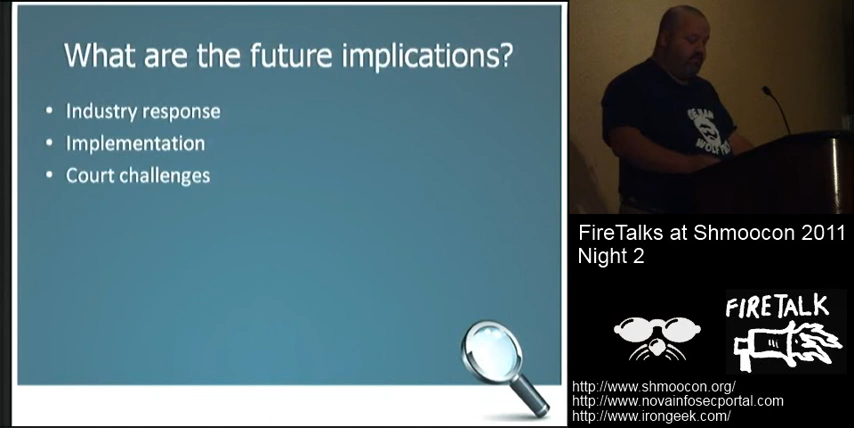 What are the future implications?
• Industry response
• Implementation
• Court challenges
FireTalks at Shmoocon 2011
Night 2
FIRETALK
http://www.shmoocon.org/
http://www.novainfosecportal.com
http://www.irongeek.com/